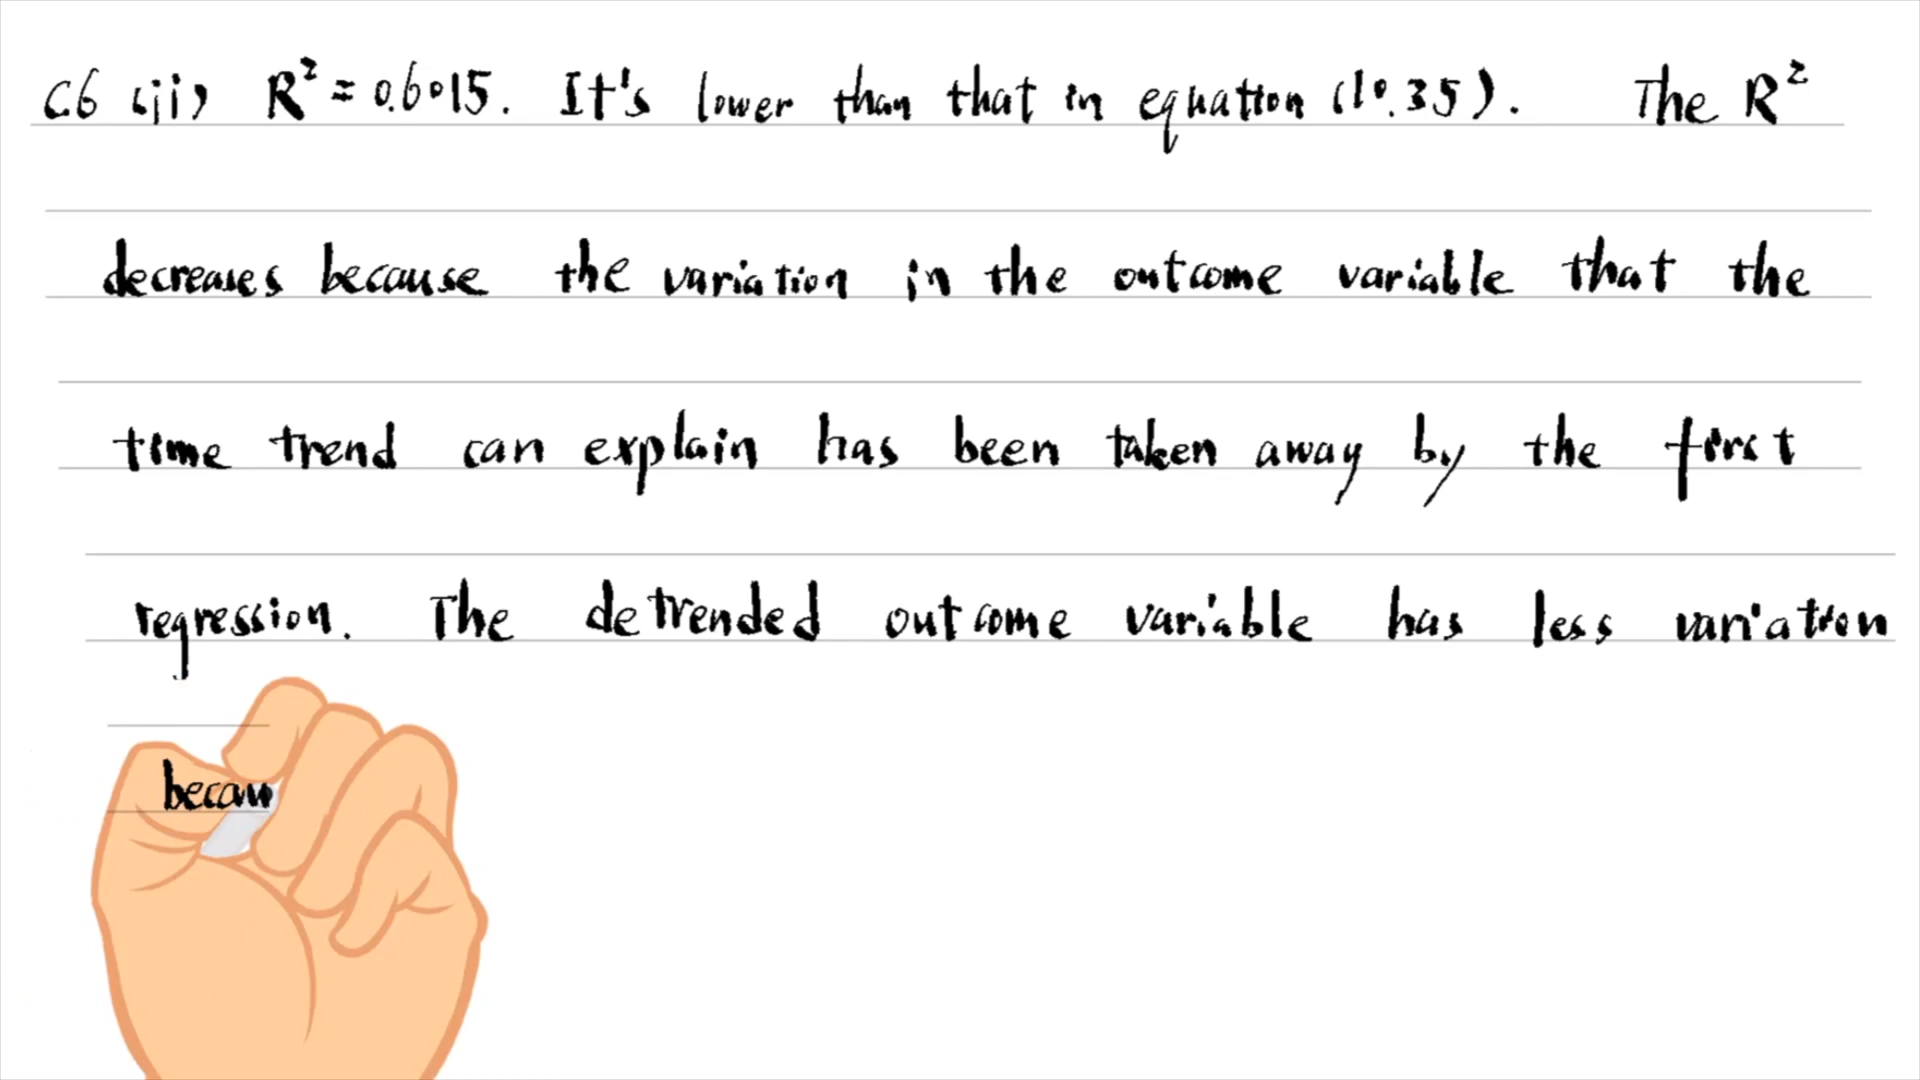 C6 (ii) R² = 0.6015. It's lower than that in equation (10.35). The R²
decreases because the variation in the outcome variable that the
time trend can explain has been taken away by the first
regression. The detrended outcome variable has less variation
becau